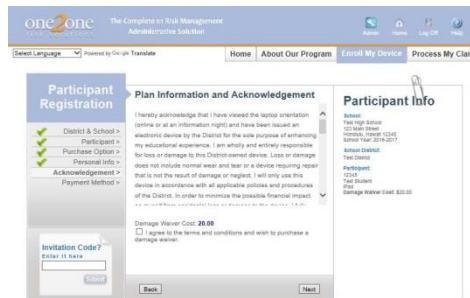 one2one
RISK SOLUTIONS
The Complete in Risk Management
Administrative Solution
Admin Home Log Off Help
Select Language Powered by Google Translate
Home About Our Program Enroll My Device Process My Clai
Participant
Registration
District & School >
Participant >
Purchase Option >
Personal Info >
Acknowledgement >
Payment Method >
Invitation Code?
Enter it here
Submit
Plan Information and Acknowledgement
I hereby acknowledge that I have viewed the laptop orientation
(online or at an information night) and have been issued an
electronic device by the District for the sole purpose of enhancing
my educational experience. I am wholly and entirely responsible
for loss or damage to this District-owned device. Loss or damage
does not include normal wear and tear or a device requiring repair
that is not the result of damage or neglect. I will only use this
device in accordance with all applicable policies and procedures
of the District. In order to minimize the possible financial impact
Damage Waiver Cost: 20.00
I agree to the terms and conditions and wish to purchase a
damage waiver.
Back Next
Participant Info
School:
Test High School
123 Main Street
Honolulu, Hawaii 12345
School Year: 2016-2017
School District:
Test District
Participant:
12345
Test Student
iPad
Damage Waiver Cost: $20.00